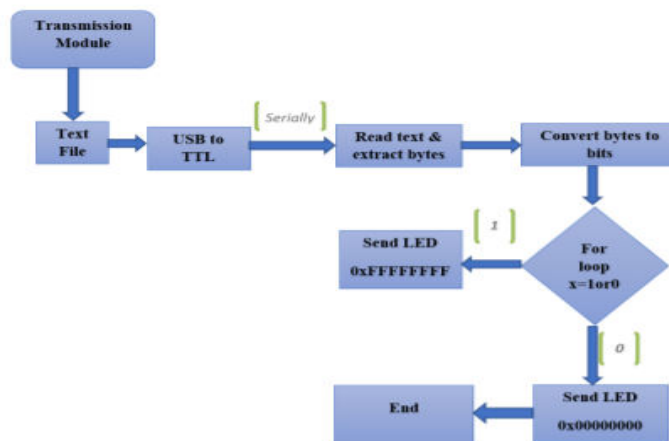 Transmission
Module
Text
File
USB to
TTL
Serially
Read text &
extract bytes
Convert bytes to
bits
For
loop
x=1or0
1
Send LED
0xFFFFFFFF
0
Send LED
0x00000000
End